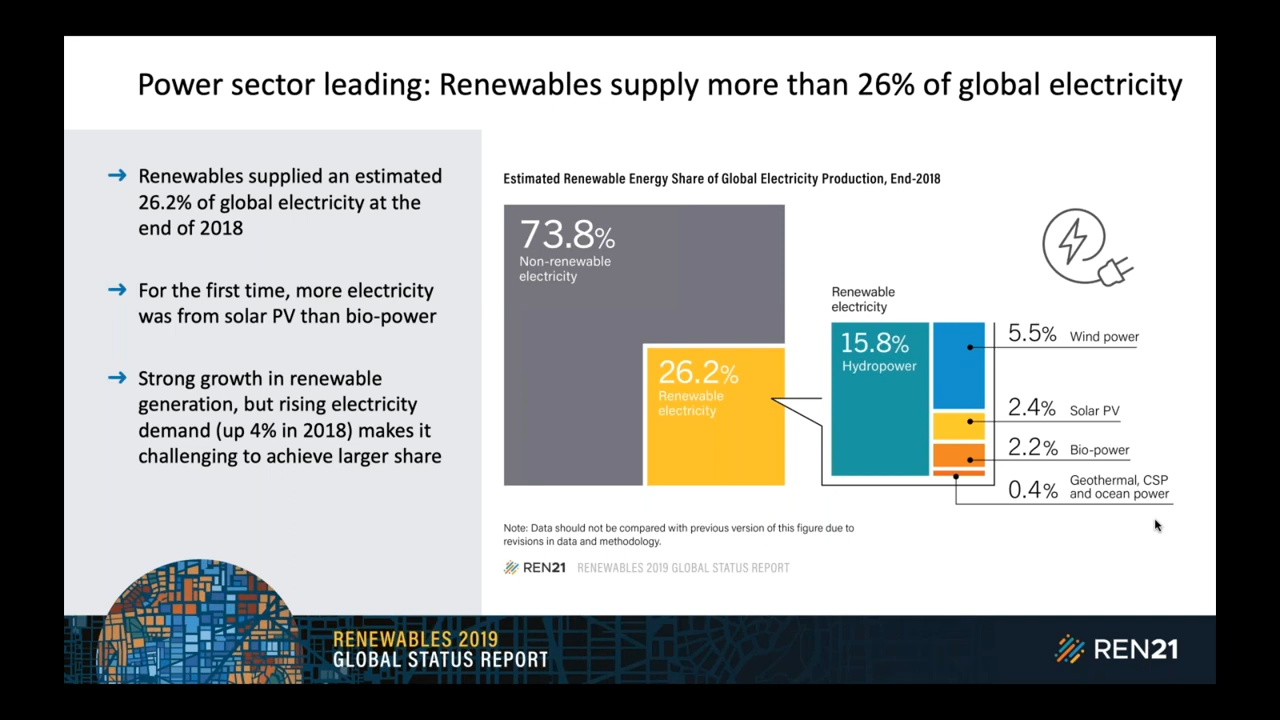 Power sector leading: Renewables supply more than 26% of global electricity
Renewables supplied an estimated
26.2% of global electricity at the
end of 2018
For the first time, more electricity
was from solar PV than bio-power
Strong growth in renewable
generation, but rising electricity
demand (up 4% in 2018) makes it
challenging to achieve larger share
Estimated Renewable Energy Share of Global Electricity Production, End-2018
73.8%
Non-renewable
electricity
26.2%
Renewable
electricity
Renewable
electricity
15.8%
Hydropower
5.5% Wind power
2.4% Solar PV
2.2% Bio-power
0.4% Geothermal, CSP
and ocean power
Note: Data should not be compared with previous version of this figure due to
revisions in data and methodology.
REN21 RENEWABLES 2019 GLOBAL STATUS REPORT
RENEWABLES 2019
GLOBAL STATUS REPORT
REN21